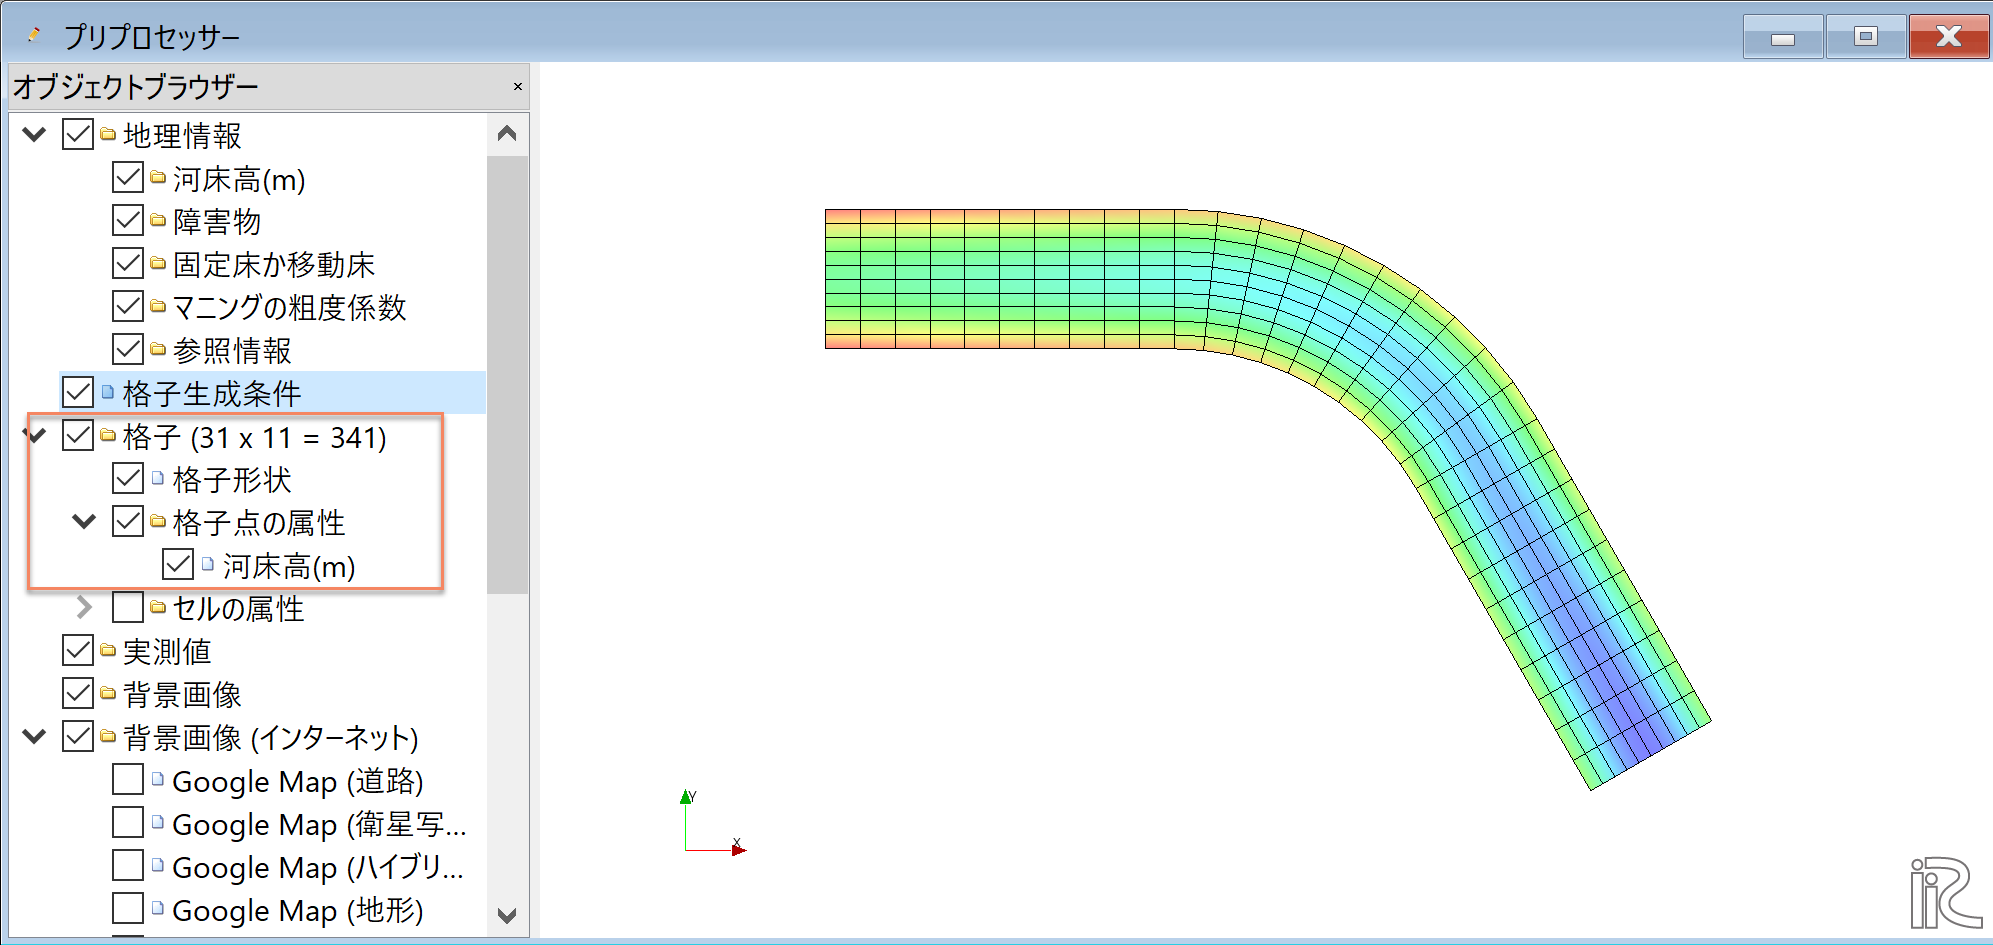 プリプロセッサー
オブジェクトブラウザー
地理情報
河床高(m)
障害物
固定床か移動床
マニングの粗度係数
参照情報
格子生成条件
格子 (31 x 11 = 341)
格子形状
格子点の属性
河床高(m)
セルの属性
実測値
背景画像
背景画像 (インターネット)
Google Map (道路)
Google Map (衛星写...
Google Map (ハイブリ...
Google Map (地形)
Y
X
iRIC